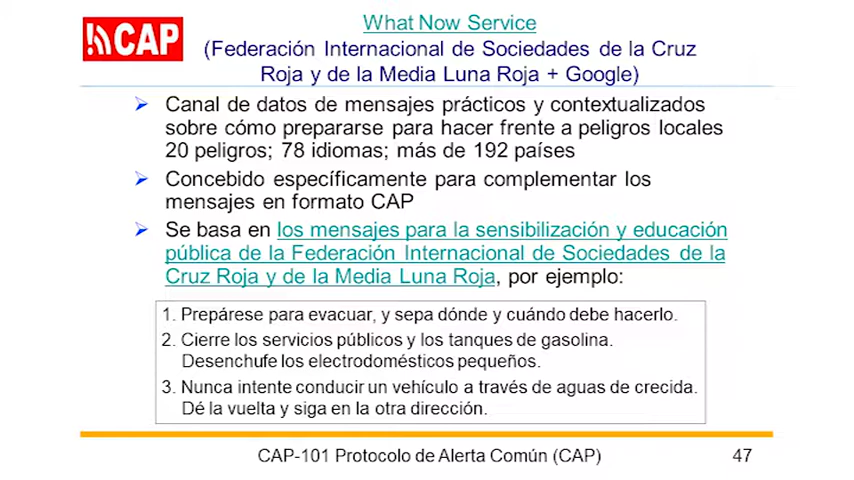 What Now Service
CAP
(Federación Internacional de Sociedades de la Cruz
Roja y de la Media Luna Roja + Google)
Canal de datos de mensajes prácticos y contextualizados
sobre cómo prepararse para hacer frente a peligros locales
20 peligros; 78 idiomas; más de 192 países
Concebido específicamente para complementar los
mensajes en formato CAP
Se basa en los mensajes para la sensibilización y educación
pública de la Federación Internacional de Sociedades de la
Cruz Roja y de la Media Luna Roja, por ejemplo:
1. Prepárese para evacuar, y sepa dónde y cuándo debe hacerlo.
2. Cierre los servicios públicos y los tanques de gasolina.
Desenchufe los electrodomésticos pequeños.
3. Nunca intente conducir un vehículo a través de aguas de crecida.
Dé la vuelta y siga en la otra dirección.
CAP-101 Protocolo de Alerta Común (CAP)
47